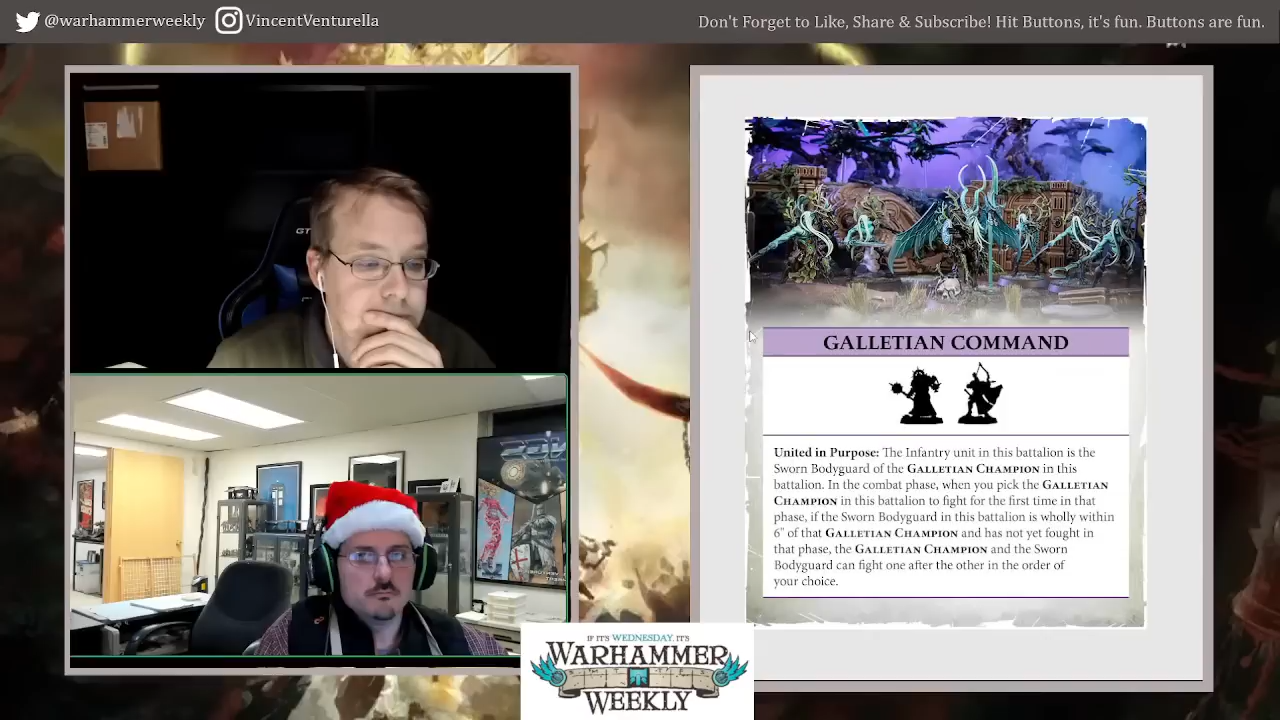 @warhammerweekly VincentVenturella Don't Forget to Like, Share & Subscribe! Hit Buttons, it's fun. Buttons are fun.
GT
GALLETIAN COMMAND
United in Purpose: The Infantry unit in this battalion is the
Sworn Bodyguard of the GALLETIAN CHAMPION in this
battalion. In the combat phase, when you pick the GALLETIAN
CHAMPION in this battalion to fight for the first time in that
phase, if the Sworn Bodyguard in this battalion is wholly within
6" of that GALLETIAN CHAMPION and has not yet fought in
that phase, the GALLETIAN CHAMPION and the Sworn
Bodyguard can fight one after the other in the order of
your choice.
IF IT'S WEDNESDAY, IT'S
WARHAMMER
WEEKLY